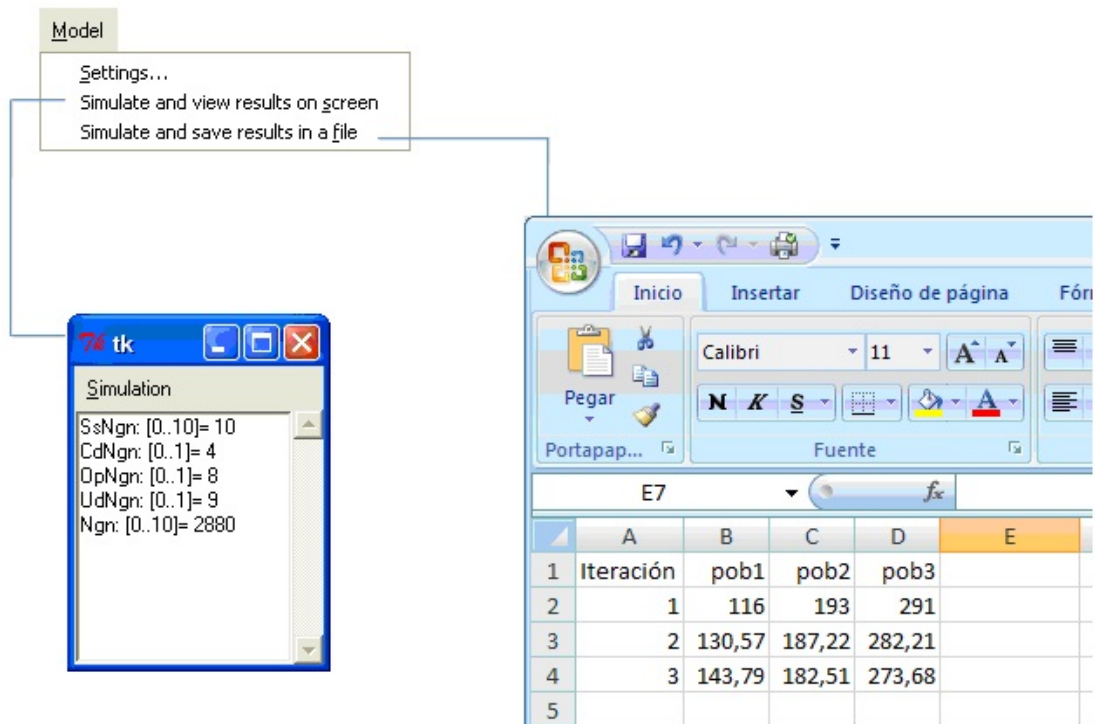 Model
Settings...
Simulate and view results on screen
Simulate and save results in a file
tk
Simulation
SsNgn: [0..10]= 10
CdNgn: [0..1]= 4
OpNgn: [0..1]= 8
UdNgn: [0..1]= 9
Ngn: [0..10]= 2880
Inicio Insertar Diseño de página Fór
Calibri 11 A A
Pegar N K S A
Portapap... Fuente
E7 fx
A B C D E
1 Iteración pob1 pob2 pob3
2 1 116 193 291
3 2 130,57 187,22 282,21
4 3 143,79 182,51 273,68
5